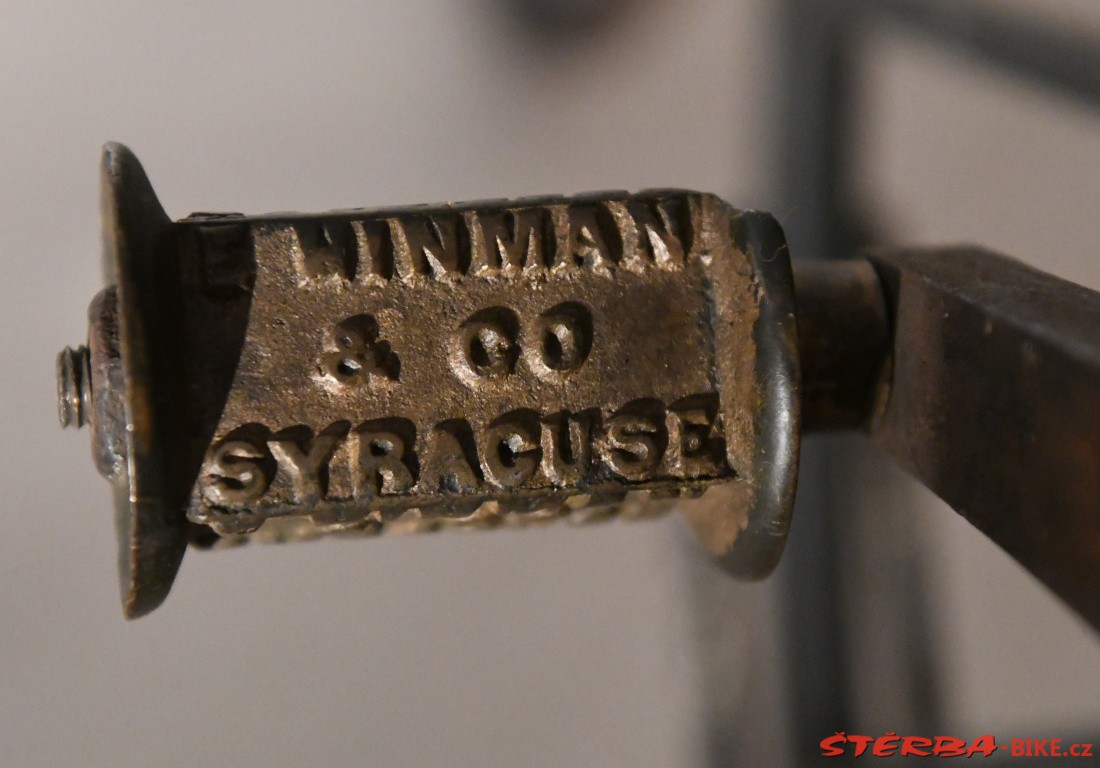 HINMAN
& CO
SYRACUSE
ŠTĚRBA-BIKE.cz